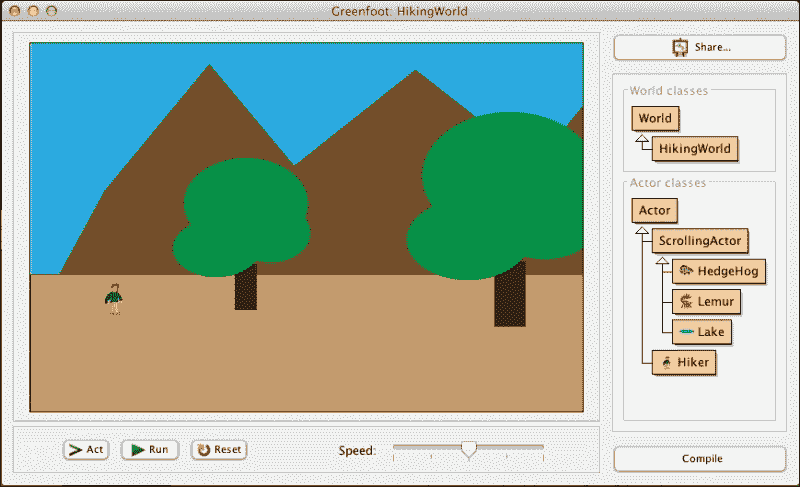 Greenfoot: HikingWorld
Share...
World classes
World
HikingWorld
Actor classes
Actor
ScrollingActor
HedgeHog
Lemur
Lake
Hiker
Act Run Reset Speed:
Compile